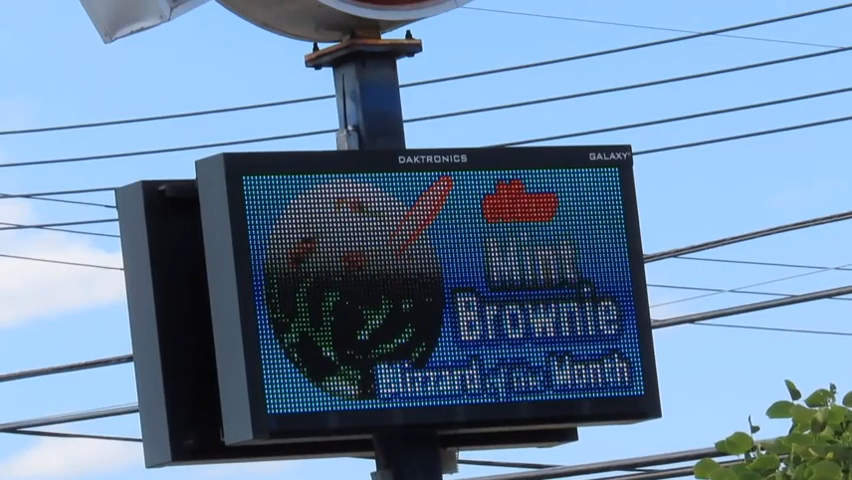 DAKTRONICS GALAXY
Mint
Brownie
Blizzard of the Month